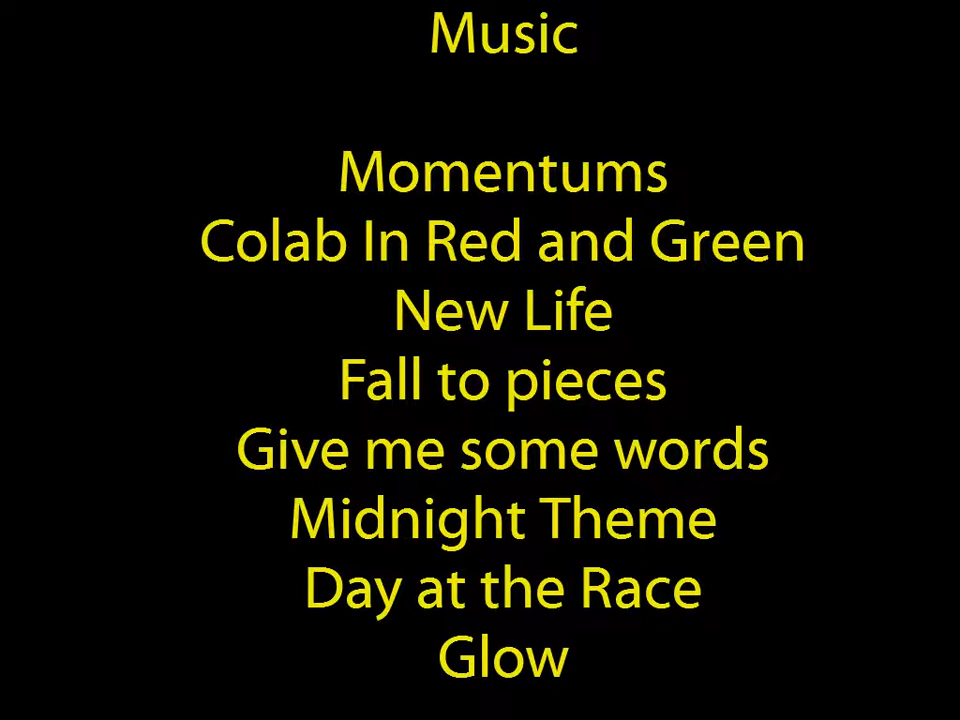 Music
Momentums
Colab In Red and Green
New Life
Fall to pieces
Give me some words
Midnight Theme
Day at the Race
Glow